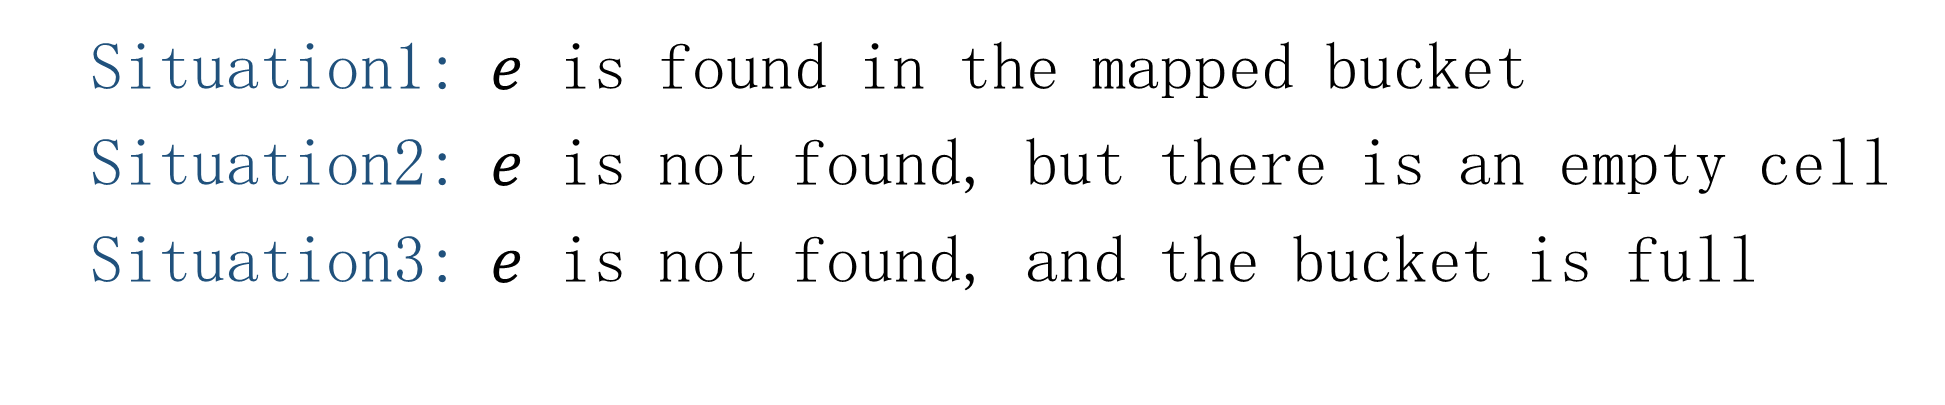 Situation1: e is found in the mapped bucket
Situation2: e is not found, but there is an empty cell
Situation3: e is not found, and the bucket is full